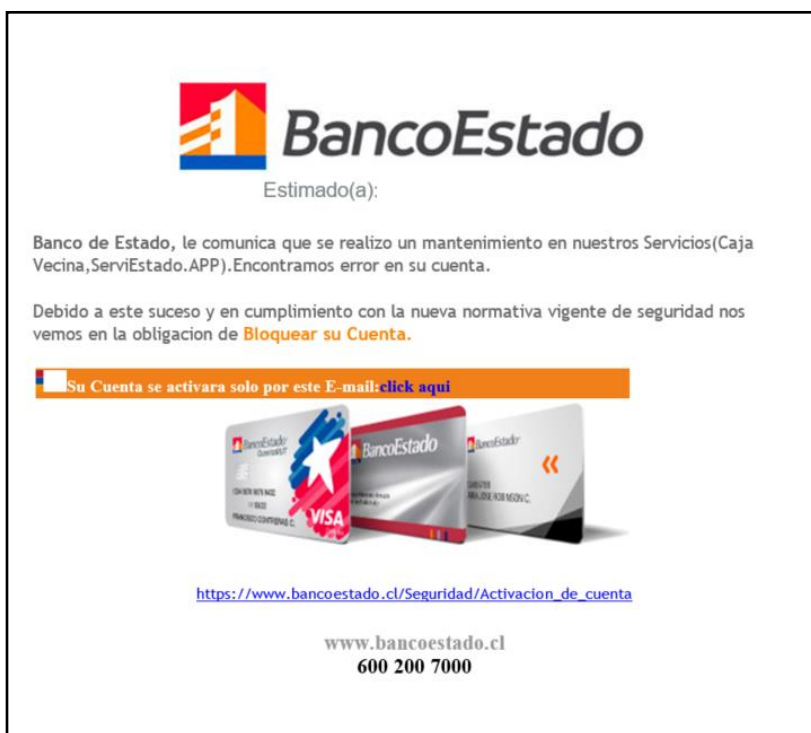 BancoEstado
Estimado(a):
Banco de Estado, le comunica que se realizo un mantenimiento en nuestros Servicios(Caja
Vecina,ServiEstado.APP).Encontramos error en su cuenta.
Debido a este suceso y en cumplimiento con la nueva normativa vigente de seguridad nos
vemos en la obligacion de Bloquear su Cuenta.
Su Cuenta se activara solo por este E-mail:click aqui
BancoEstado
VISA
BancoEstado
BancoEstado
https://www.bancoestado.cl/Seguridad/Activacion_de_cuenta
www.bancoestado.cl
600 200 7000